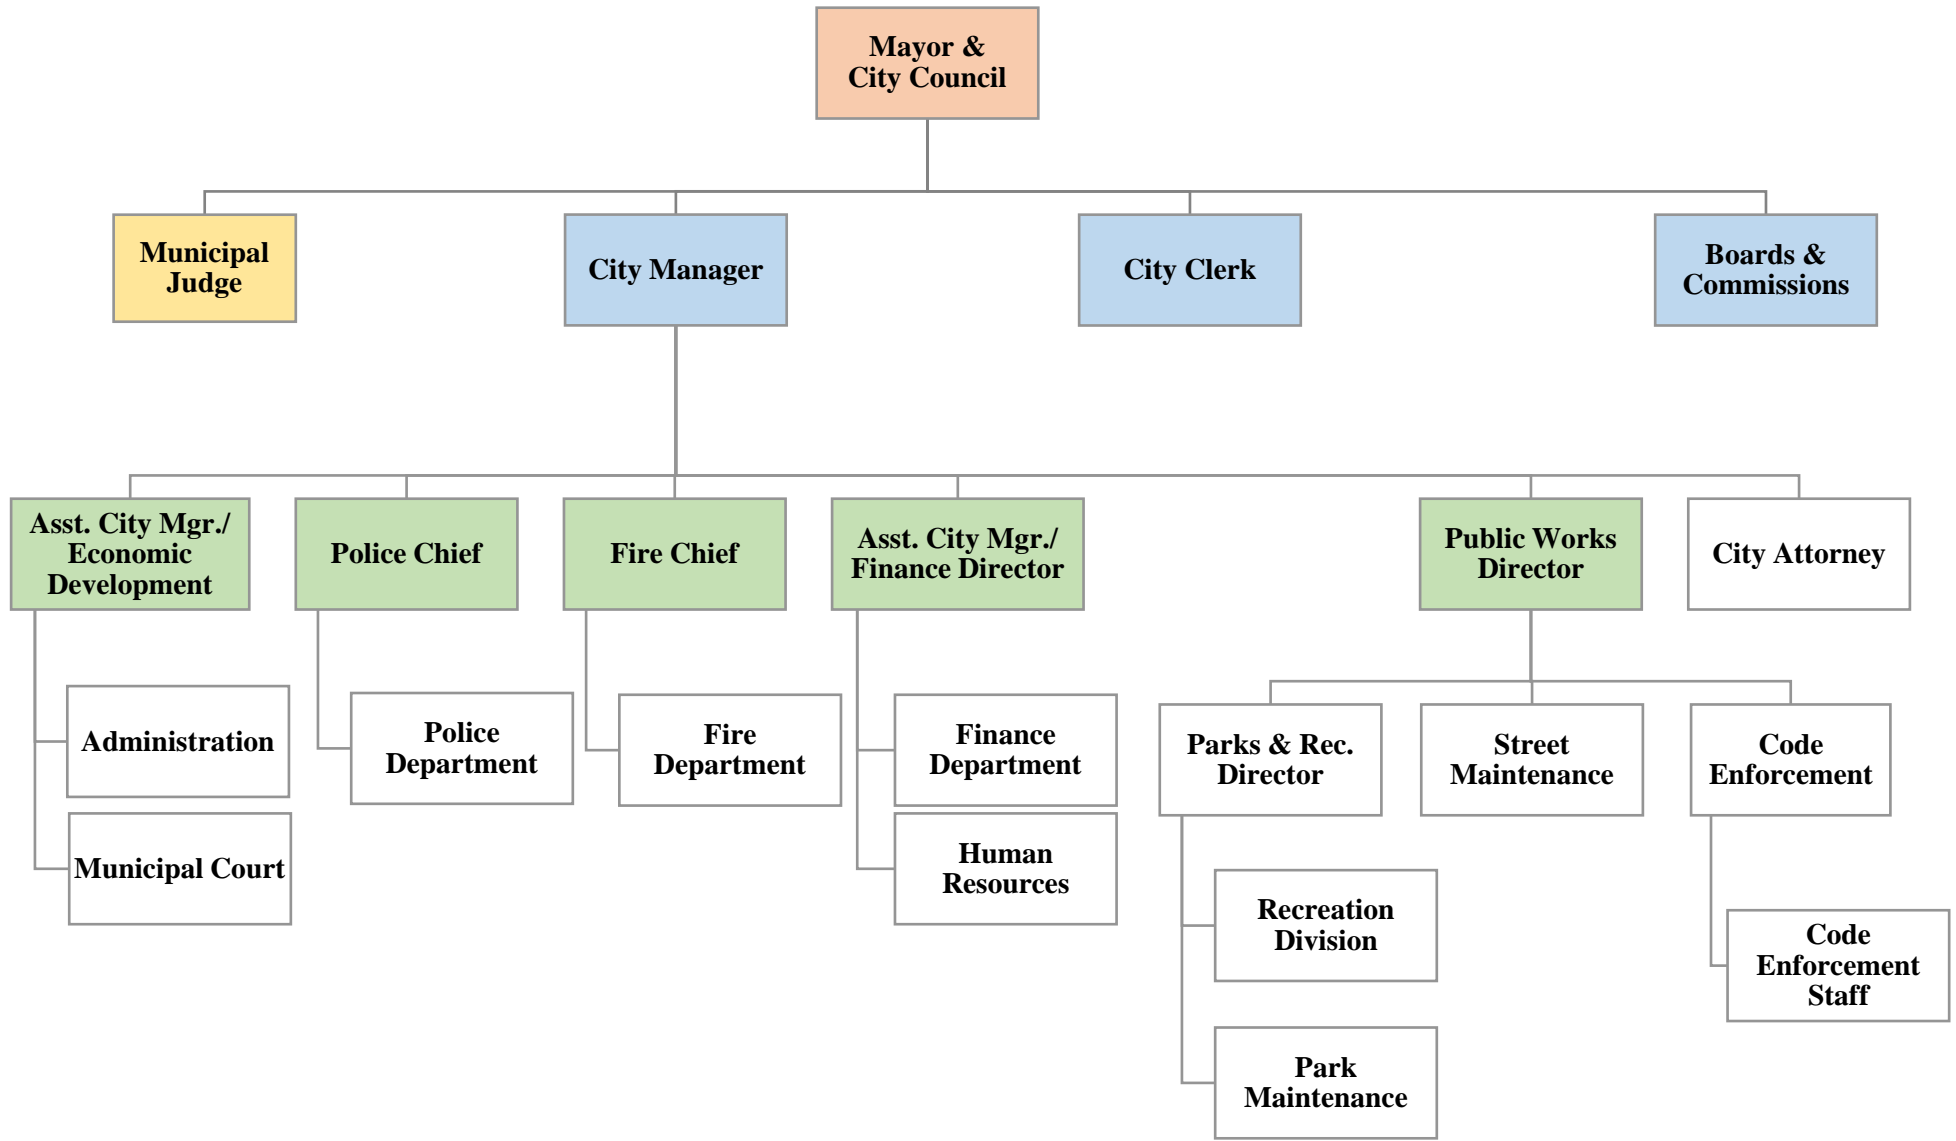 Mayor &
City Council
Municipal
Judge
City Manager
City Clerk
Boards &
Commissions
Asst. City Mgr./
Economic
Development
Police Chief
Fire Chief
Asst. City Mgr./
Finance Director
Public Works
Director
City Attorney
Administration
Police
Department
Fire
Department
Finance
Department
Parks & Rec.
Director
Street
Maintenance
Code
Enforcement
Municipal Court
Human
Resources
Recreation
Division
Code
Enforcement
Staff
Park
Maintenance